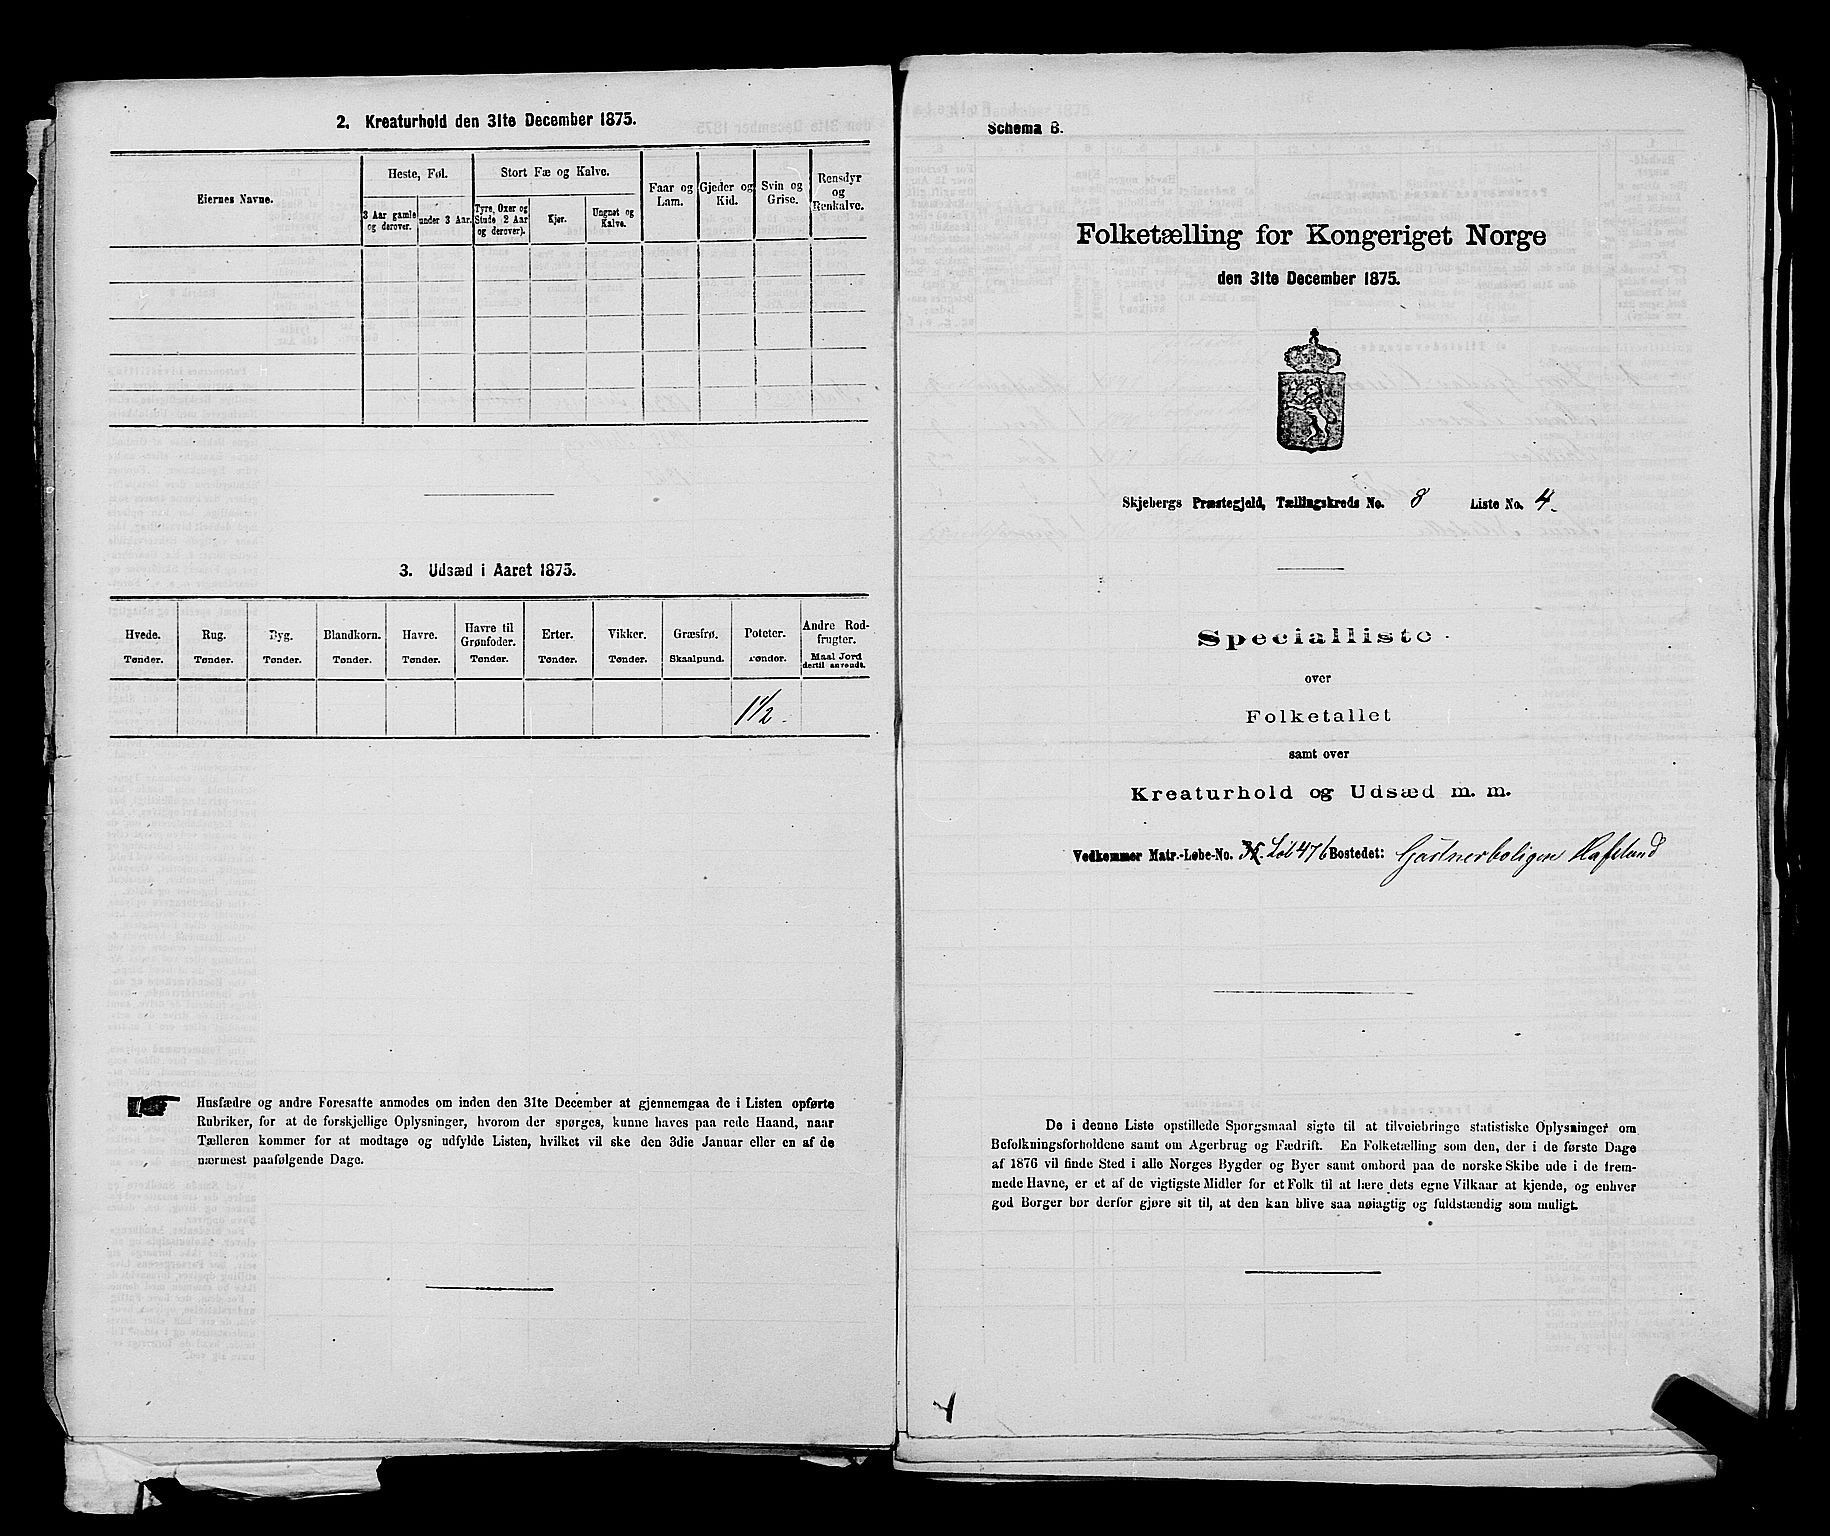 2. Kreaturhold den 31te December 1875.
Eiernes Navne.
Heste, Føl.
3 Aar gamle og derover.
under 3 Aar.
Stort Fæ og Kalve.
Tyre, Oxer og Stude 2 Aar og derover).
Kjør.
Ungnøt og Kalve.
Faar og Lam.
Gjeder og Kid.
Svin og Grise.
Rensdyr og Renkalve.
3. Udsæd i Aaret 1875.
Hvede. Tønder.
Rug. Tønder.
Byg. Tønder.
Blandkorn. Tønder.
Havre. Tønder.
Havre til Grønfoder. Tønder.
Erter. Tønder.
Vikker. Tønder.
Græsfrø. Skaalpund.
Poteter. Tønder.
Andre Rodfrugter. Maal Jord dertil anvendt.
1 1/2.
Husfædre og andre Foresatte anmodes om inden den 31te December at gjennemgaa de i Listen opførte
Rubriker, for at de forskjellige Oplysninger, hvorom der spørges, kunne haves paa rede Haand, naar
Tælleren kommer for at modtage og udfylde Listen, hvilket vil ske den 3die Januar eller en af de
nærmest paafølgende Dage.
Schema B.
Folketælling for Kongeriget Norge
den 31te December 1875.
Skjebergs Præstegjeld, Tællingskreds No. 8 Liste No. 4.
Specialliste
over
Folketallet
samt over
Kreaturhold og Udsæd m. m.
Vedkommer Matr.-Løbe-No. Løb 476 Bostedet: Gartnerboligen Hafslund
De i denne Liste opstillede Spørgsmaal sigte til at tilveiebringe statistiske Oplysninger om
Befolkningsforholdene samt om Agerbrug og Fædrift. En Folketælling som den, der i de første Dage
af 1876 vil finde Sted i alle Norges Bygder og Byer samt ombord paa de norske Skibe ude i de frem-
mede Havne, er et af de vigtigste Midler for et Folk til at lære dets egne Vilkaar at kjende, og enhver
god Borger bør derfor gjøre sit til, at den kan blive saa nøiagtig og fuldstændig som muligt.